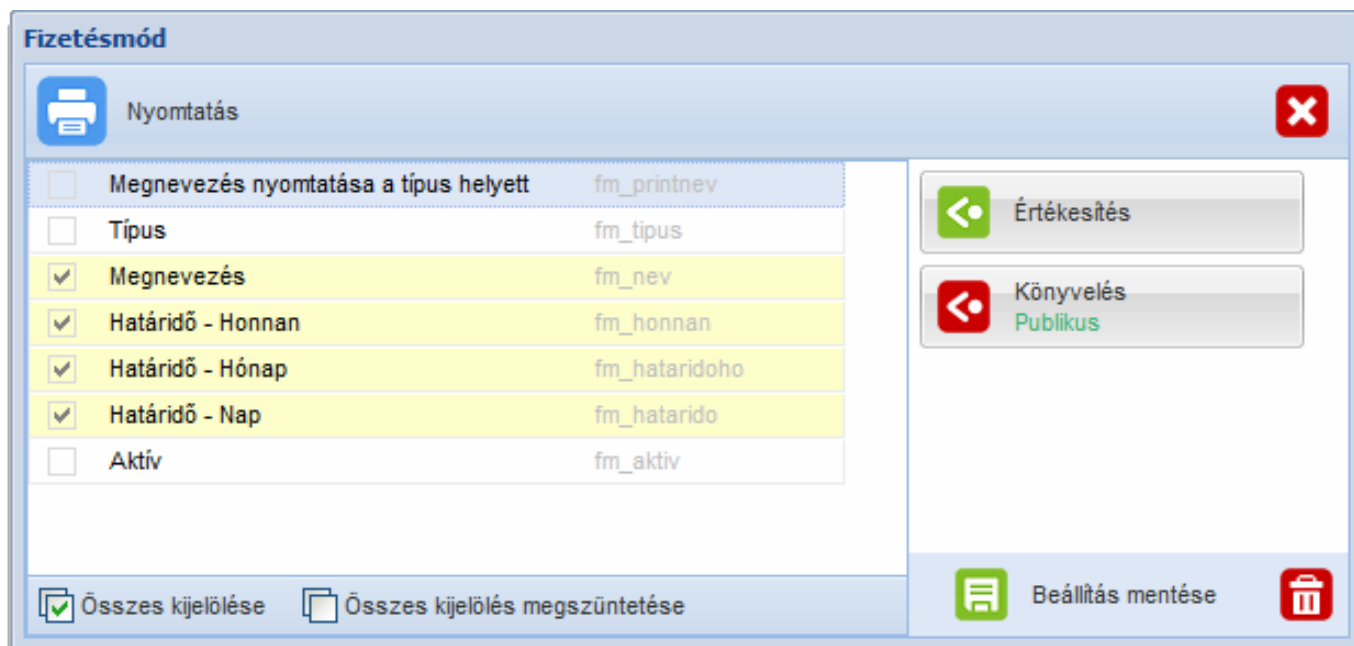 Fizetésmód
Nyomtatás
Megnevezés nyomtatása a típus helyett fm_printnev
Típus fm_tipus
Megnevezés fm_nev
Határidő - Honnan fm_honnan
Határidő - Hónap fm_hataridoho
Határidő - Nap fm_hatarido
Aktív fm_aktiv
Értékesítés
Könyvelés
Publikus
Összes kijelölése Összes kijelölés megszüntetése
Beállítás mentése